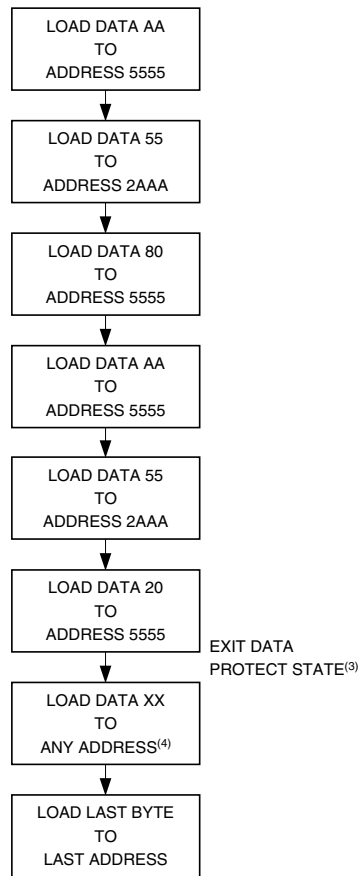 LOAD DATA AA
TO
ADDRESS 5555
LOAD DATA 55
TO
ADDRESS 2AAA
LOAD DATA 80
TO
ADDRESS 5555
LOAD DATA AA
TO
ADDRESS 5555
LOAD DATA 55
TO
ADDRESS 2AAA
LOAD DATA 20
TO
ADDRESS 5555
EXIT DATA
PROTECT STATE(3)
LOAD DATA XX
TO
ANY ADDRESS(4)
LOAD LAST BYTE
TO
LAST ADDRESS